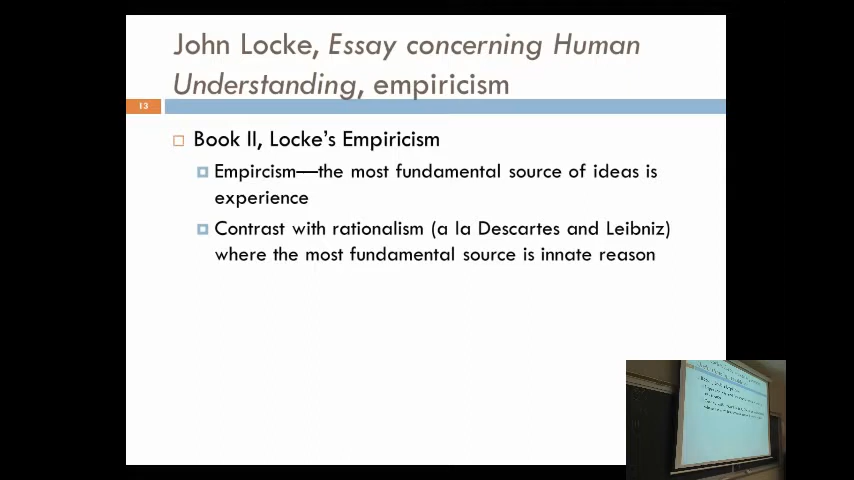 John Locke, Essay concerning Human
Understanding, empiricism
13
Book II, Locke's Empiricism
Empircism—the most fundamental source of ideas is
experience
Contrast with rationalism (a la Descartes and Leibniz)
where the most fundamental source is innate reason